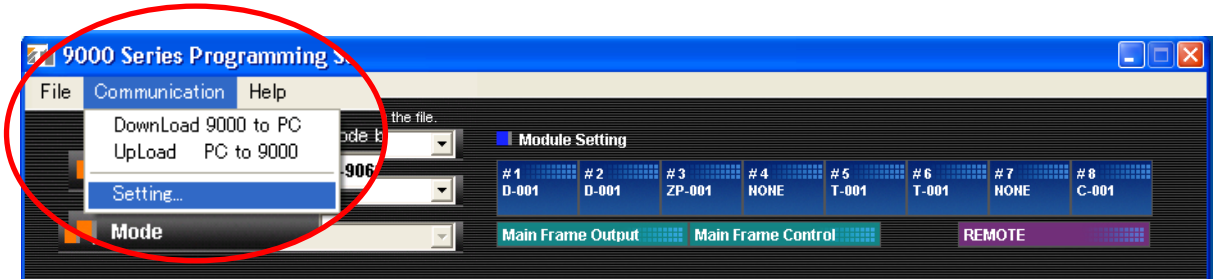 9000 Series Programming S
File Communication Help
DownLoad 9000 to PC
UpLoad PC to 9000
Setting...
the file.
ode b
-906
Mode
Module Setting
#1 #2 #3 #4 #5 #6 #7 #8
D-001 D-001 ZP-001 NONE T-001 T-001 NONE C-001
Main Frame Output Main Frame Control REMOTE